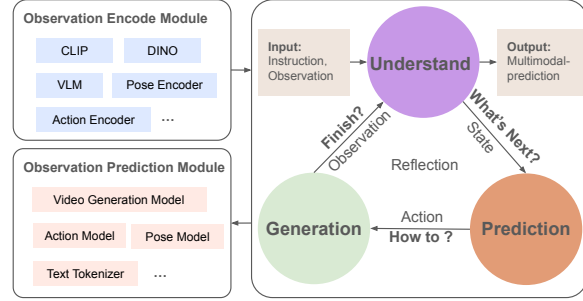 Observation Encode Module
CLIP
DINO
VLM
Pose Encoder
Action Encoder
...
Observation Prediction Module
Video Generation Model
Action Model
Pose Model
Text Tokenizer
...
Input:
Instruction,
Observation
Understand
Output:
Multimodal-
prediction
Finish?
Observation
What's Next?
State
Reflection
Generation
Action
How to ?
Prediction